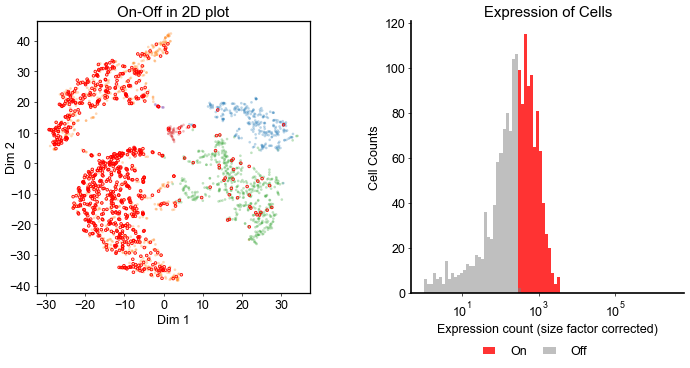 On-Off in 2D plot
Expression of Cells
40
30
20
10
0
−10
−20
−30
−40
Dim 2
−30 −20 −10 0 10 20 30
Dim 1
120
100
80
60
40
20
0
Cell Counts
10^1 10^3 10^5
Expression count (size factor corrected)
On Off